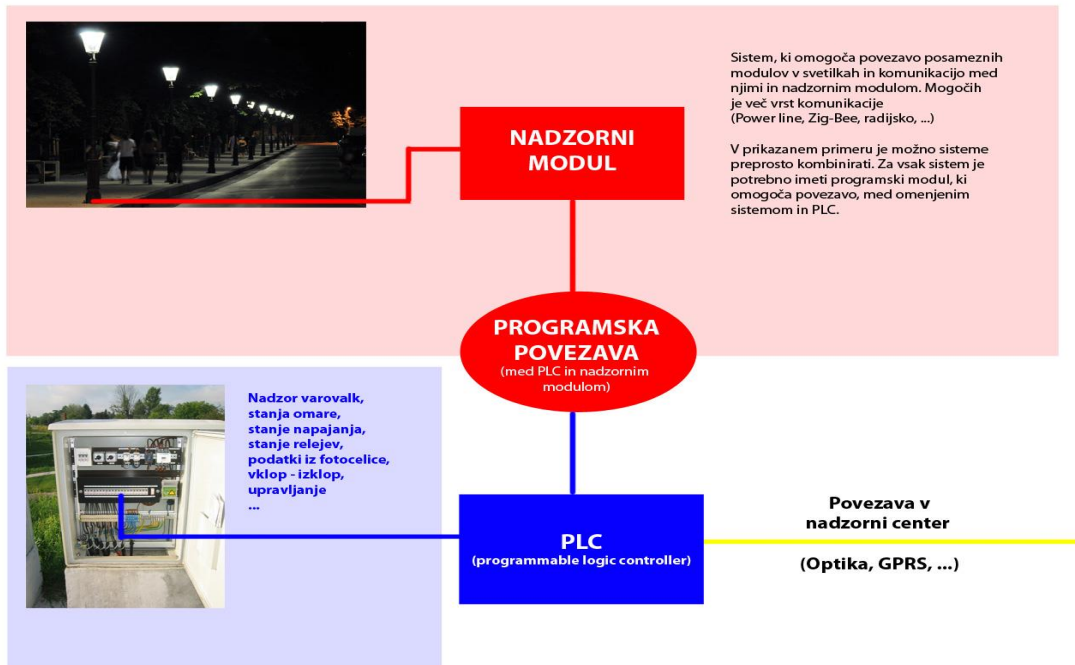 Sistem, ki omogoča povezavo posameznih
modulov v svetilkah in komunikacijo med
njimi in nadzornim modulom. Mogočih
je več vrst komunikacije
(Power line, Zig-Bee, radijsko, ...)
V prikazanem primeru je možno sisteme
preprosto kombinirati. Za vsak sistem je
potrebno imeti programski modul, ki
omogoča povezavo, med omenjenim
sistemom in PLC.
NADZORNI
MODUL
PROGRAMSKA
POVEZAVA
(med PLC in nadzornim
modulom)
Nadzor varovalk,
stanja omare,
stanje napajanja,
stanje relejev,
podatki iz fotocelice,
vklop - izklop,
upravljanje
...
PLC
(programmable logic controller)
Povezava v
nadzorni center
(Optika, GPRS, ...)